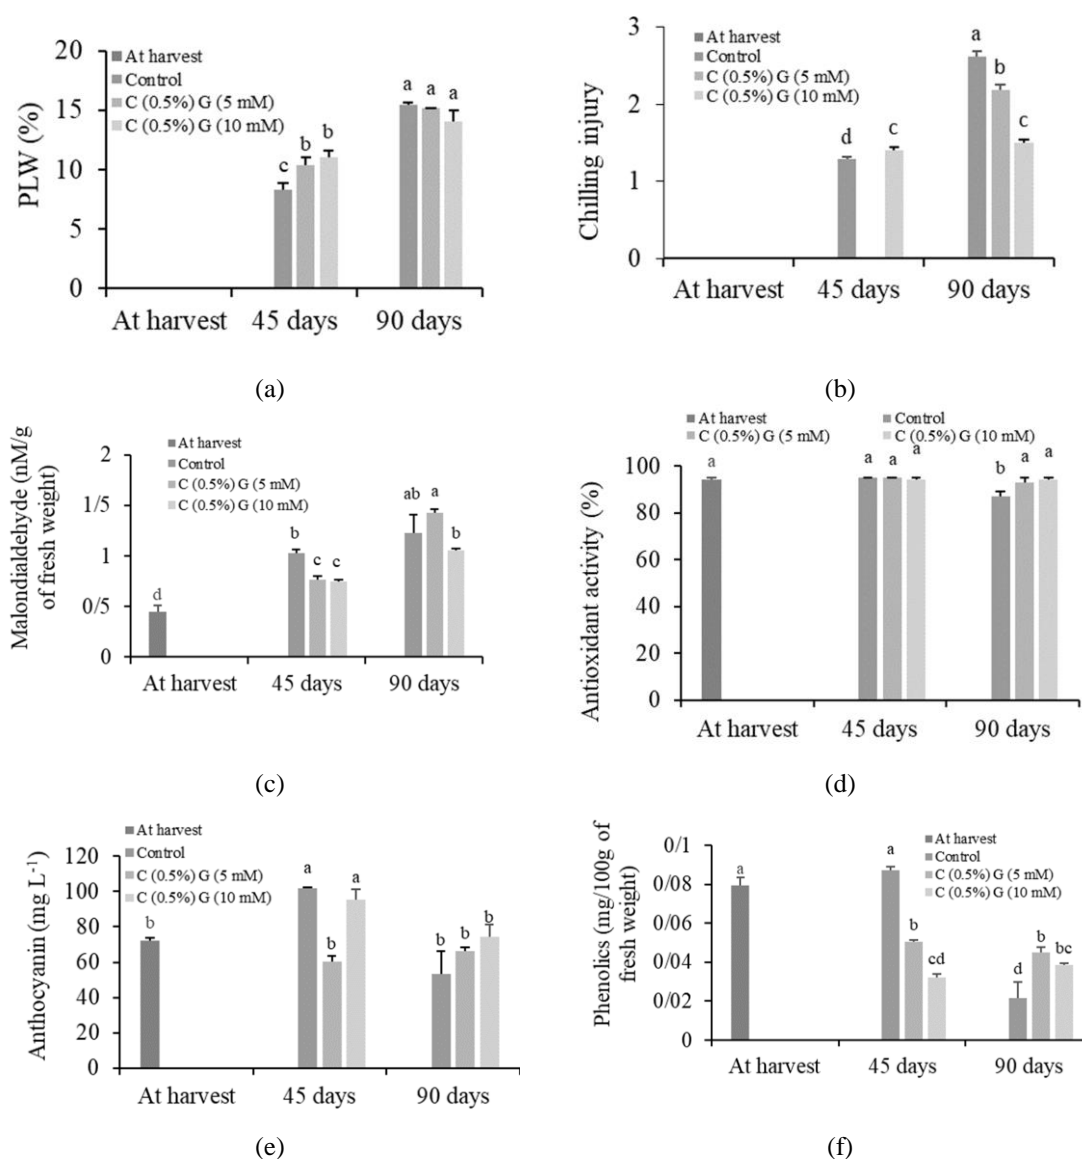 PLW (%)
20
15
10
5
0
At harvest
Control
C (0.5%) G (5 mM)
C (0.5%) G (10 mM)
c
b
b
a
a
a
At harvest
45 days
90 days
(a)
Chilling injury
3
2
1
0
At harvest
Control
C (0.5%) G (5 mM)
C (0.5%) G (10 mM)
d
c
a
b
c
At harvest
45 days
90 days
(b)
Malondialdehyde (nM/g
of fresh weight)
2
1/5
1
0/5
0
At harvest
Control
C (0.5%) G (5 mM)
C (0.5%) G (10 mM)
d
b
c
c
ab
a
b
At harvest
45 days
90 days
(c)
Antioxidant activity (%)
100
80
60
40
20
0
At harvest
Control
C (0.5%) G (5 mM)
C (0.5%) G (10 mM)
a
a
a
a
b
a
a
At harvest
45 days
90 days
(d)
Anthocyanin (mg L-1)
120
100
80
60
40
20
0
At harvest
Control
C (0.5%) G (5 mM)
C (0.5%) G (10 mM)
b
a
b
a
b
b
b
At harvest
45 days
90 days
(e)
Phenolics (mg/100g of
fresh weight)
0/1
0/08
0/06
0/04
0/02
0
At harvest
Control
C (0.5%) G (5 mM)
C (0.5%) G (10 mM)
a
a
b
cd
d
b
bc
At harvest
45 days
90 days
(f)